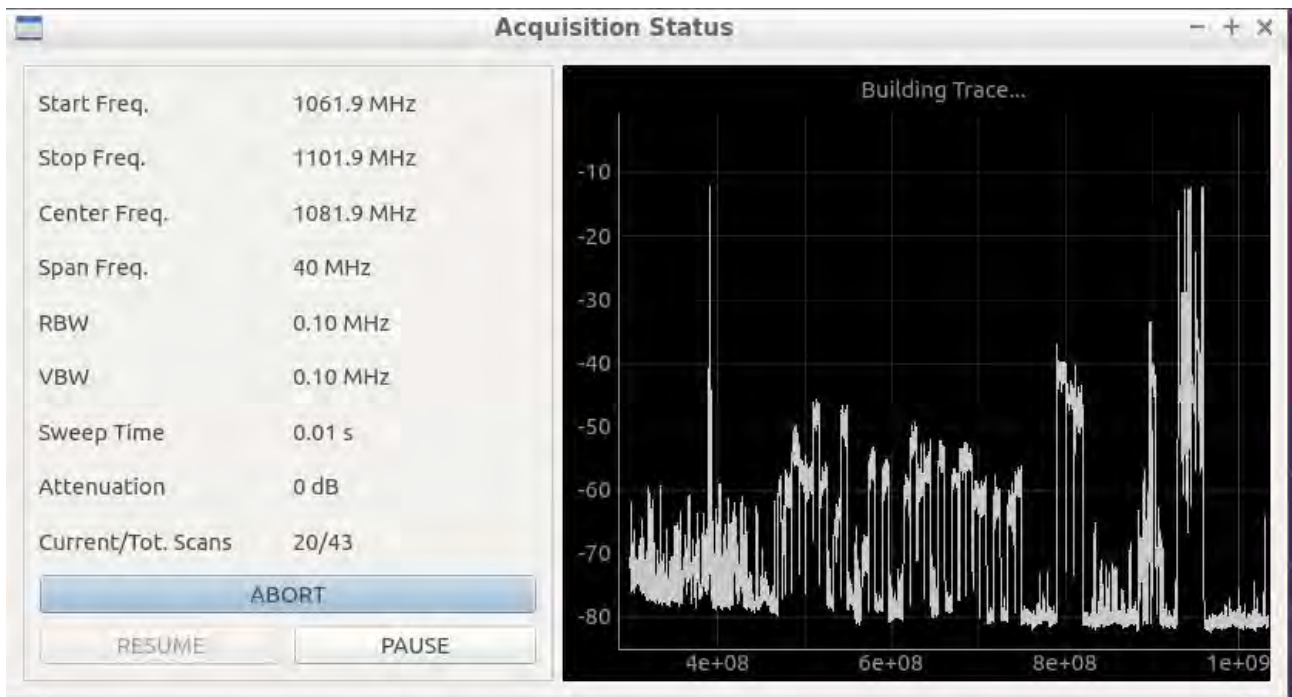 Acquisition Status
Start Freq. 1061.9 MHz
Stop Freq. 1101.9 MHz
Center Freq. 1081.9 MHz
Span Freq. 40 MHz
RBW 0.10 MHz
VBW 0.10 MHz
Sweep Time 0.01 s
Attenuation 0 dB
Current/Tot. Scans 20/43
ABORT
RESUME PAUSE
Building Trace...
-10
-20
-30
-40
-50
-60
-70
-80
4e+08 6e+08 8e+08 1e+09